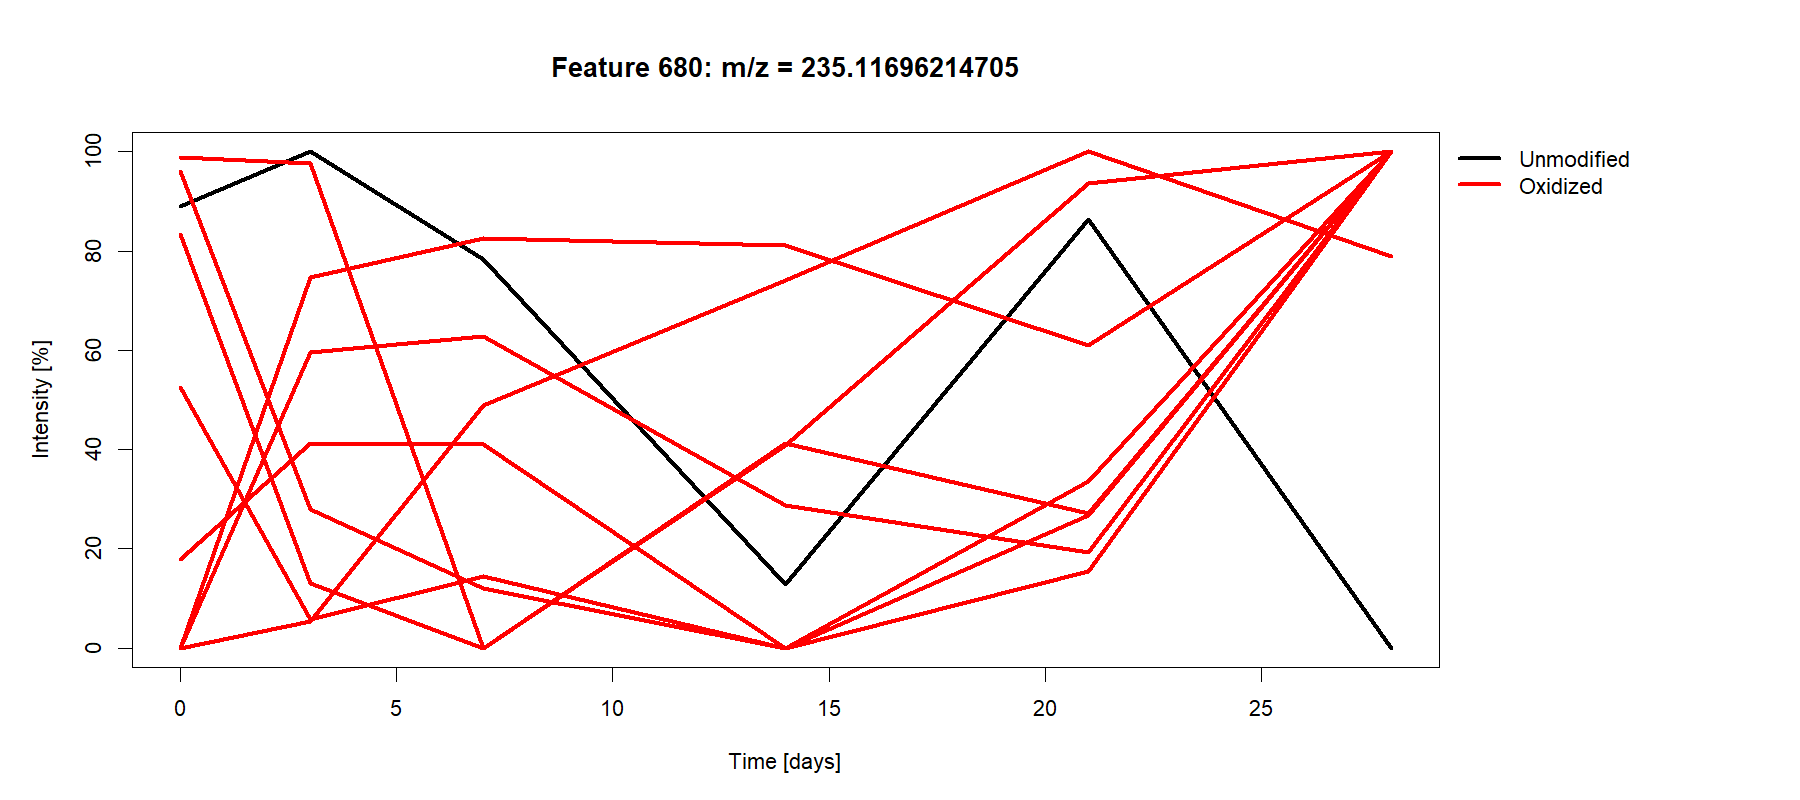 Feature 680: m/z = 235.11696214705
Unmodified
Oxidized
Intensity [%]
100
80
60
40
20
0
0 5 10 15 20 25
Time [days]